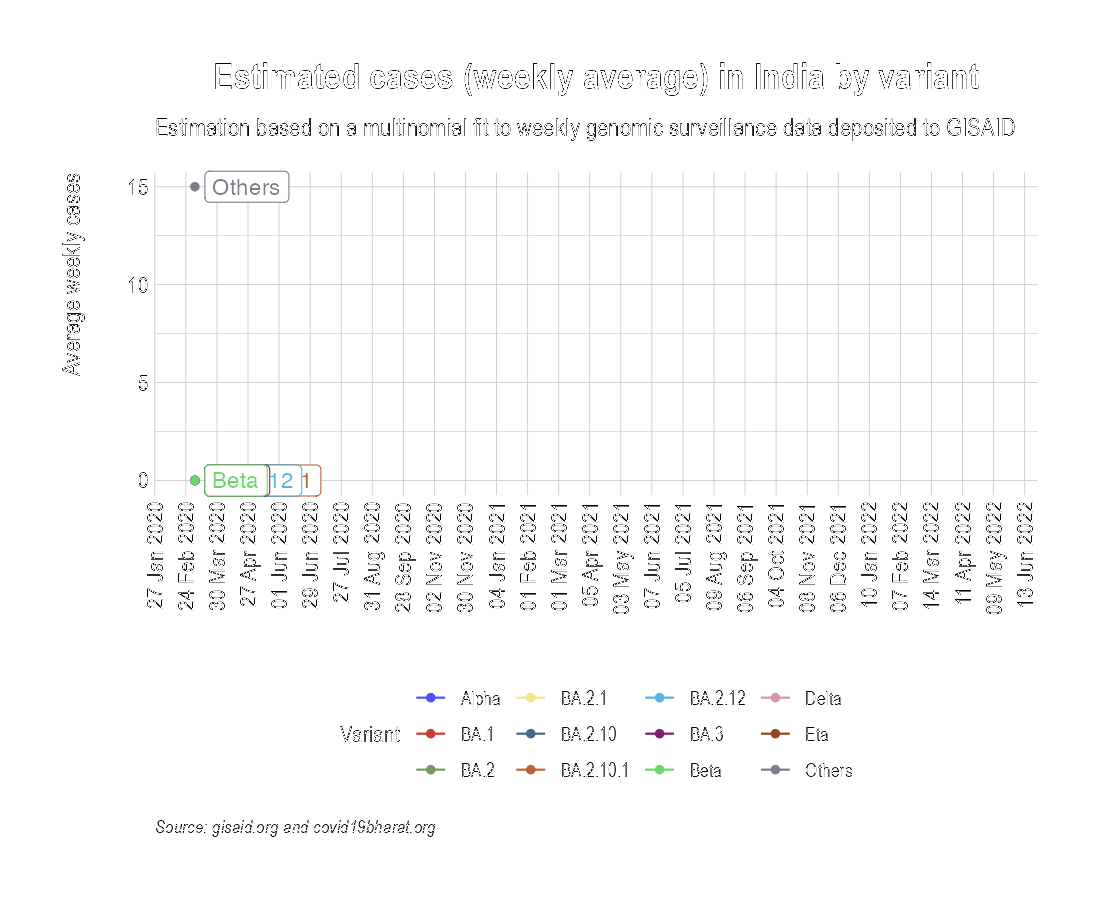 Estimated cases (weekly average) in India by variant
Estimation based on a multinomial fit to weekly genomic surveillance data deposited to GISAID
Average weekly cases
15
10
5
0
Others
Beta
12
1
27 Jan 2020
24 Feb 2020
30 Mar 2020
27 Apr 2020
01 Jun 2020
29 Jun 2020
27 Jul 2020
31 Aug 2020
28 Sep 2020
02 Nov 2020
30 Nov 2020
04 Jan 2021
01 Feb 2021
01 Mar 2021
05 Apr 2021
03 May 2021
07 Jun 2021
05 Jul 2021
09 Aug 2021
06 Sep 2021
04 Oct 2021
08 Nov 2021
06 Dec 2021
10 Jan 2022
07 Feb 2022
14 Mar 2022
11 Apr 2022
09 May 2022
13 Jun 2022
Alpha BA.2.1 BA.2.12 Delta
Variant BA.1 BA.2.10 BA.3 Eta
BA.2 BA.2.10.1 Beta Others
Source: gisaid.org and covid19bharat.org